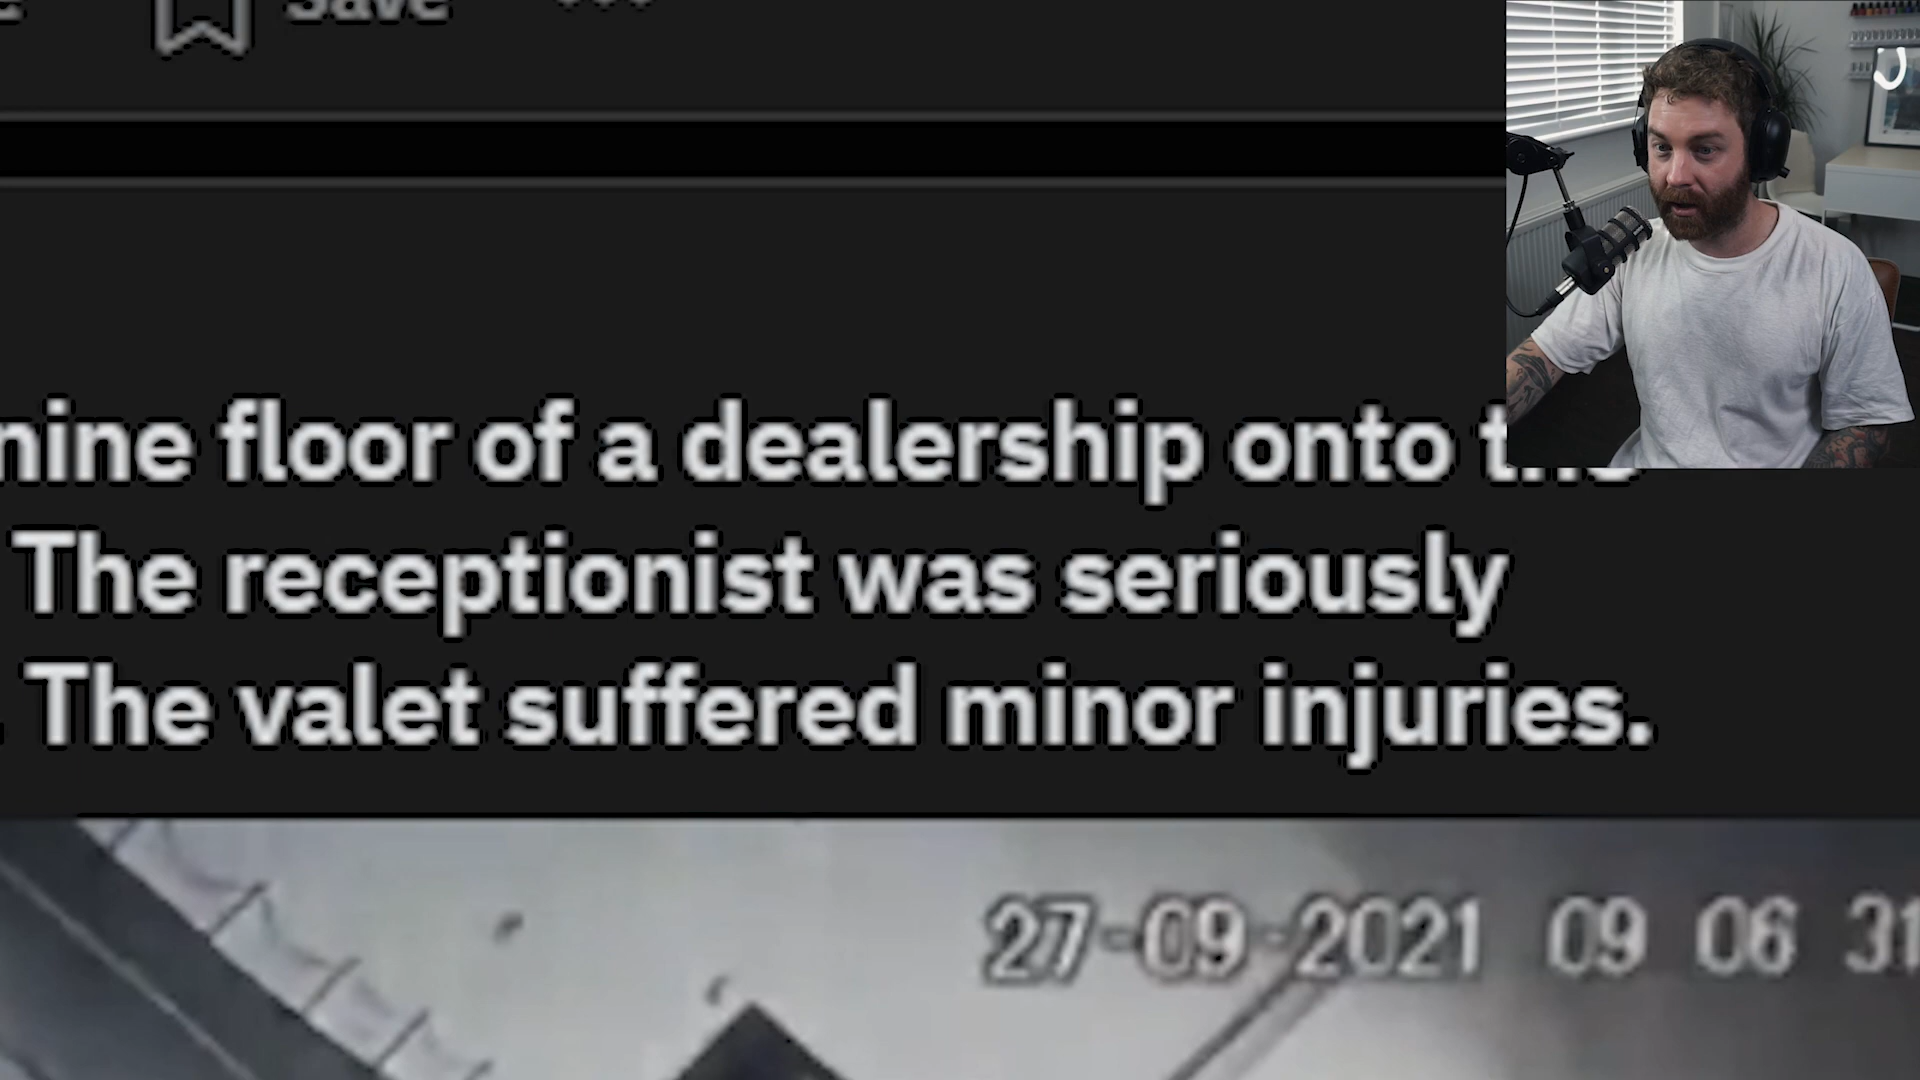 Save
nine floor of a dealership onto
The receptionist was seriously
. The valet suffered minor injuries.
27-09-2021 09 06 31